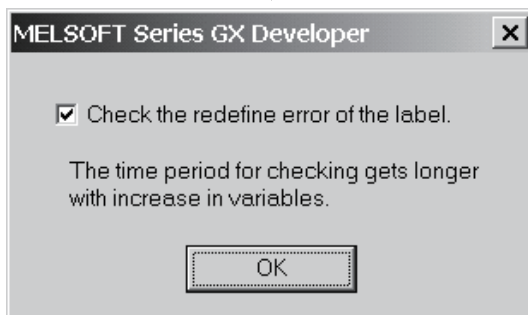 MELSOFT Series GX Developer
Check the redefine error of the label.
The time period for checking gets longer
with increase in variables.
OK